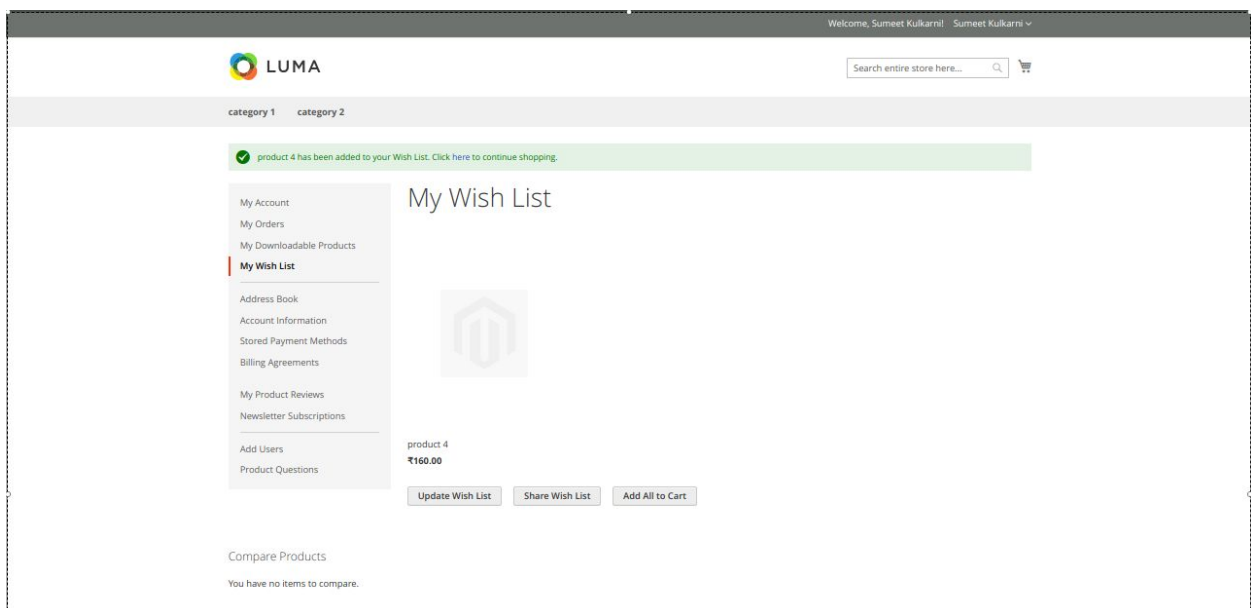 Welcome, Sumeet Kulkarni! Sumeet Kulkarni
LUMA
Search entire store here...
category 1 category 2
product 4 has been added to your Wish List. Click here to continue shopping.
My Account
My Orders
My Downloadable Products
My Wish List
Address Book
Account Information
Stored Payment Methods
Billing Agreements
My Product Reviews
Newsletter Subscriptions
Add Users
Product Questions
My Wish List
product 4
₹160.00
Update Wish List Share Wish List Add All to Cart
Compare Products
You have no items to compare.